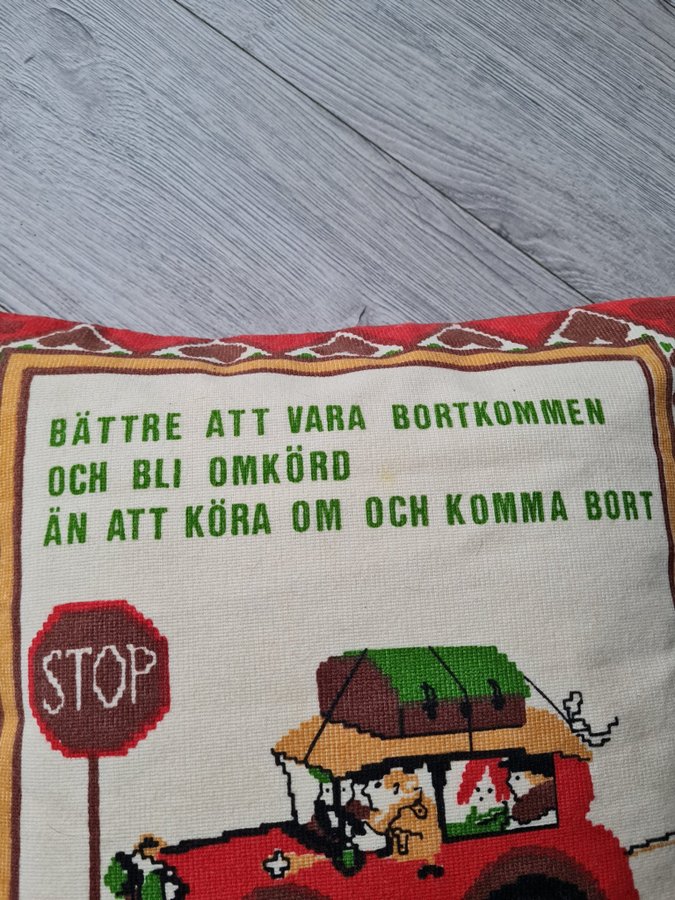 BÄTTRE ATT VARA BORTKOMMEN
OCH BLI OMKÖRD
ÄN ATT KÖRA OM OCH KOMMA BORT
STOP